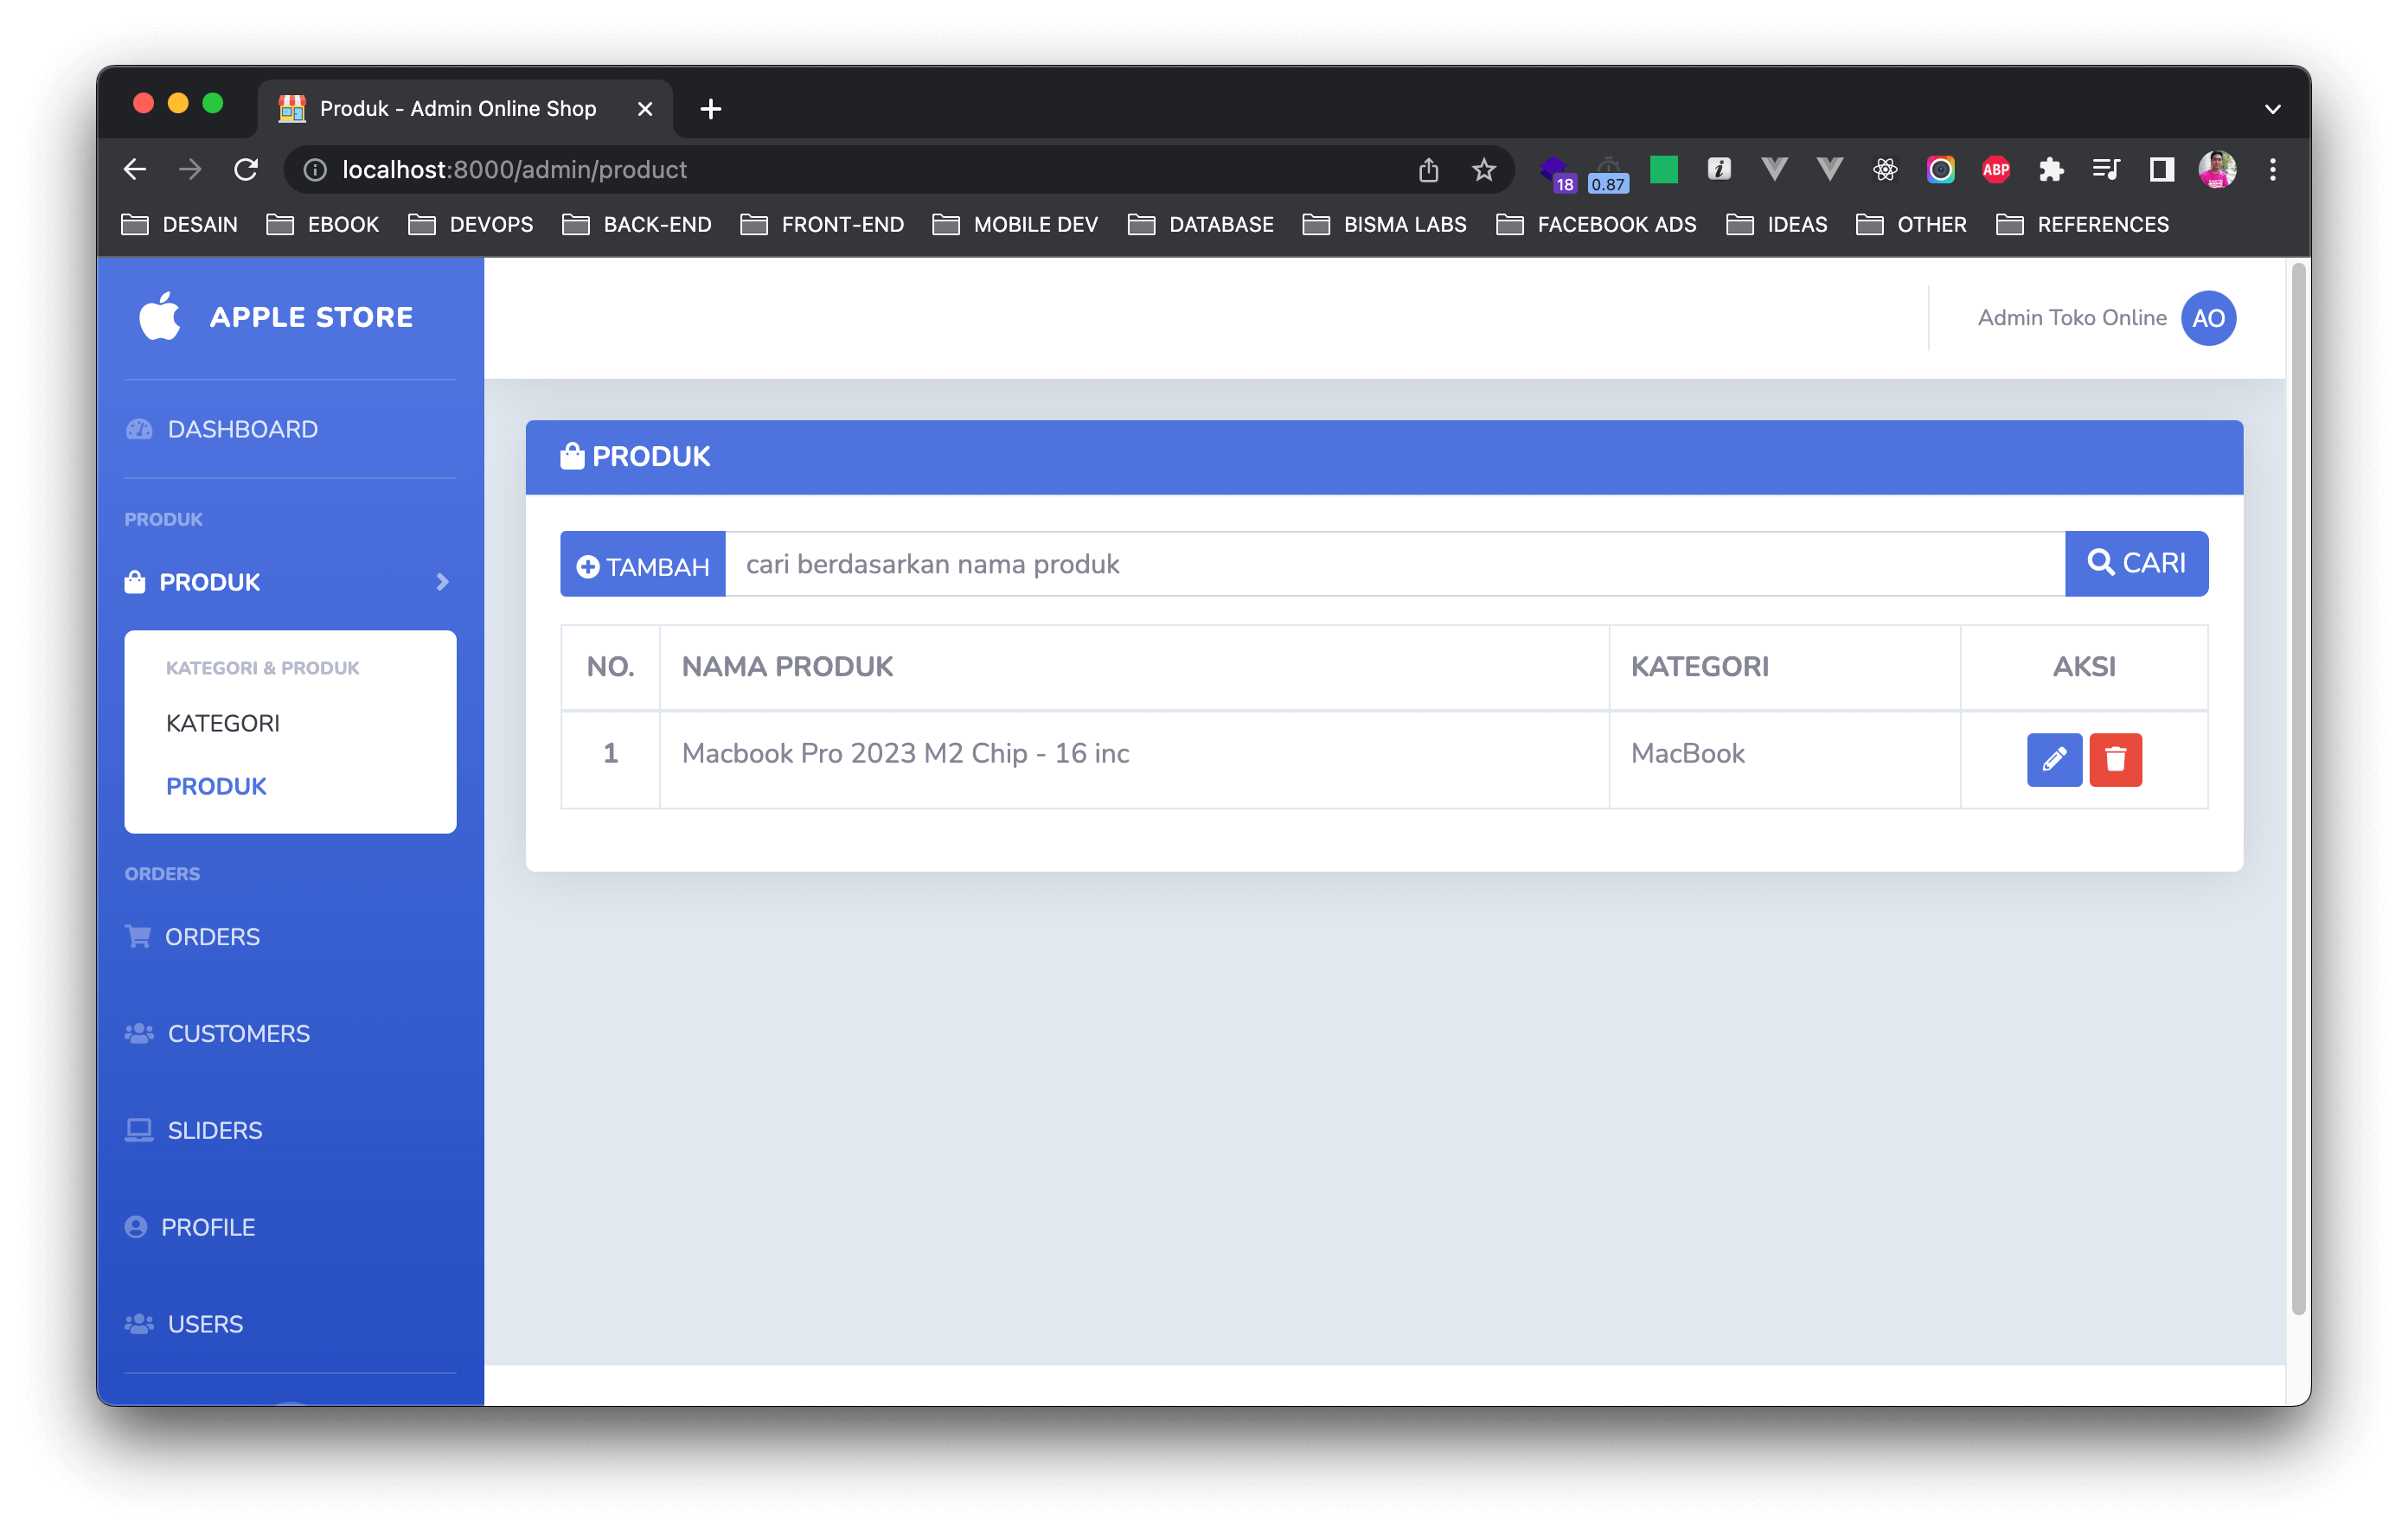 Produk - Admin Online Shop
localhost:8000/admin/product
18
0.87
ABP
DESAIN EBOOK DEVOPS BACK-END FRONT-END MOBILE DEV DATABASE BISMA LABS FACEBOOK ADS IDEAS OTHER REFERENCES
APPLE STORE
Admin Toko Online AO
DASHBOARD
PRODUK
PRODUK
KATEGORI & PRODUK
KATEGORI
PRODUK
ORDERS
ORDERS
CUSTOMERS
SLIDERS
PROFILE
USERS
PRODUK
TAMBAH cari berdasarkan nama produk CARI
NO. NAMA PRODUK KATEGORI AKSI
1 Macbook Pro 2023 M2 Chip - 16 inc MacBook